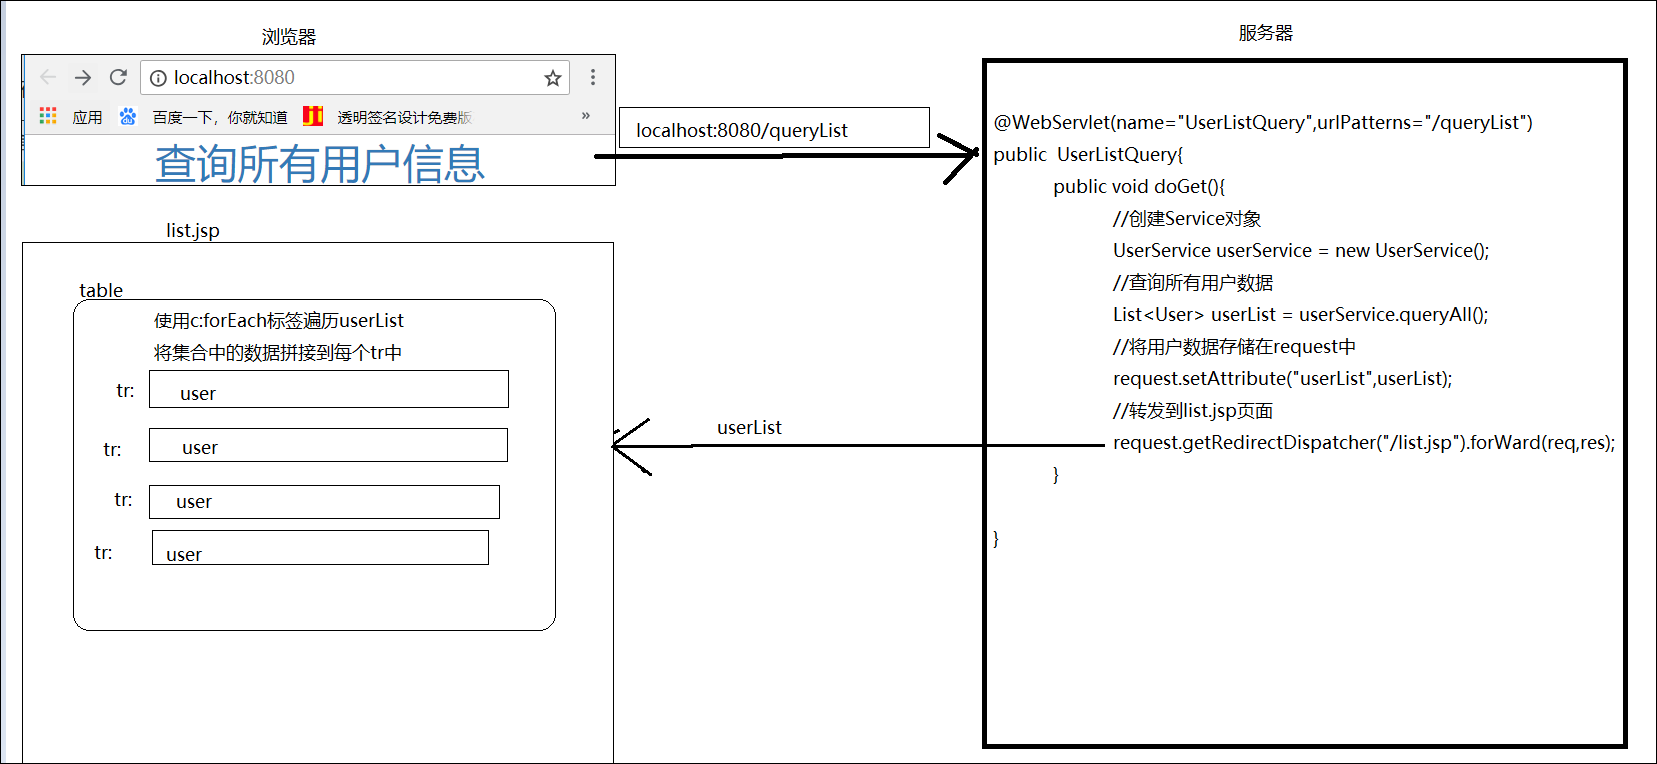 浏览器
localhost:8080
应用 百度一下，你就知道 透明签名设计免费版
查询所有用户信息
localhost:8080/queryList
list.jsp
table
使用c:forEach标签遍历userList
将集合中的数据拼接到每个tr中
tr: user
tr: user
tr: user
tr: user
userList
服务器
@WebServlet(name="UserListQuery",urlPatterns="/queryList")
public UserListQuery{
public void doGet(){
//创建Service对象
UserService userService = new UserService();
//查询所有用户数据
List<User> userList = userService.queryAll();
//将用户数据存储在request中
request.setAttribute("userList",userList);
//转发到list.jsp页面
request.getRedirectDispatcher("/list.jsp").forWard(req,res);
}
}